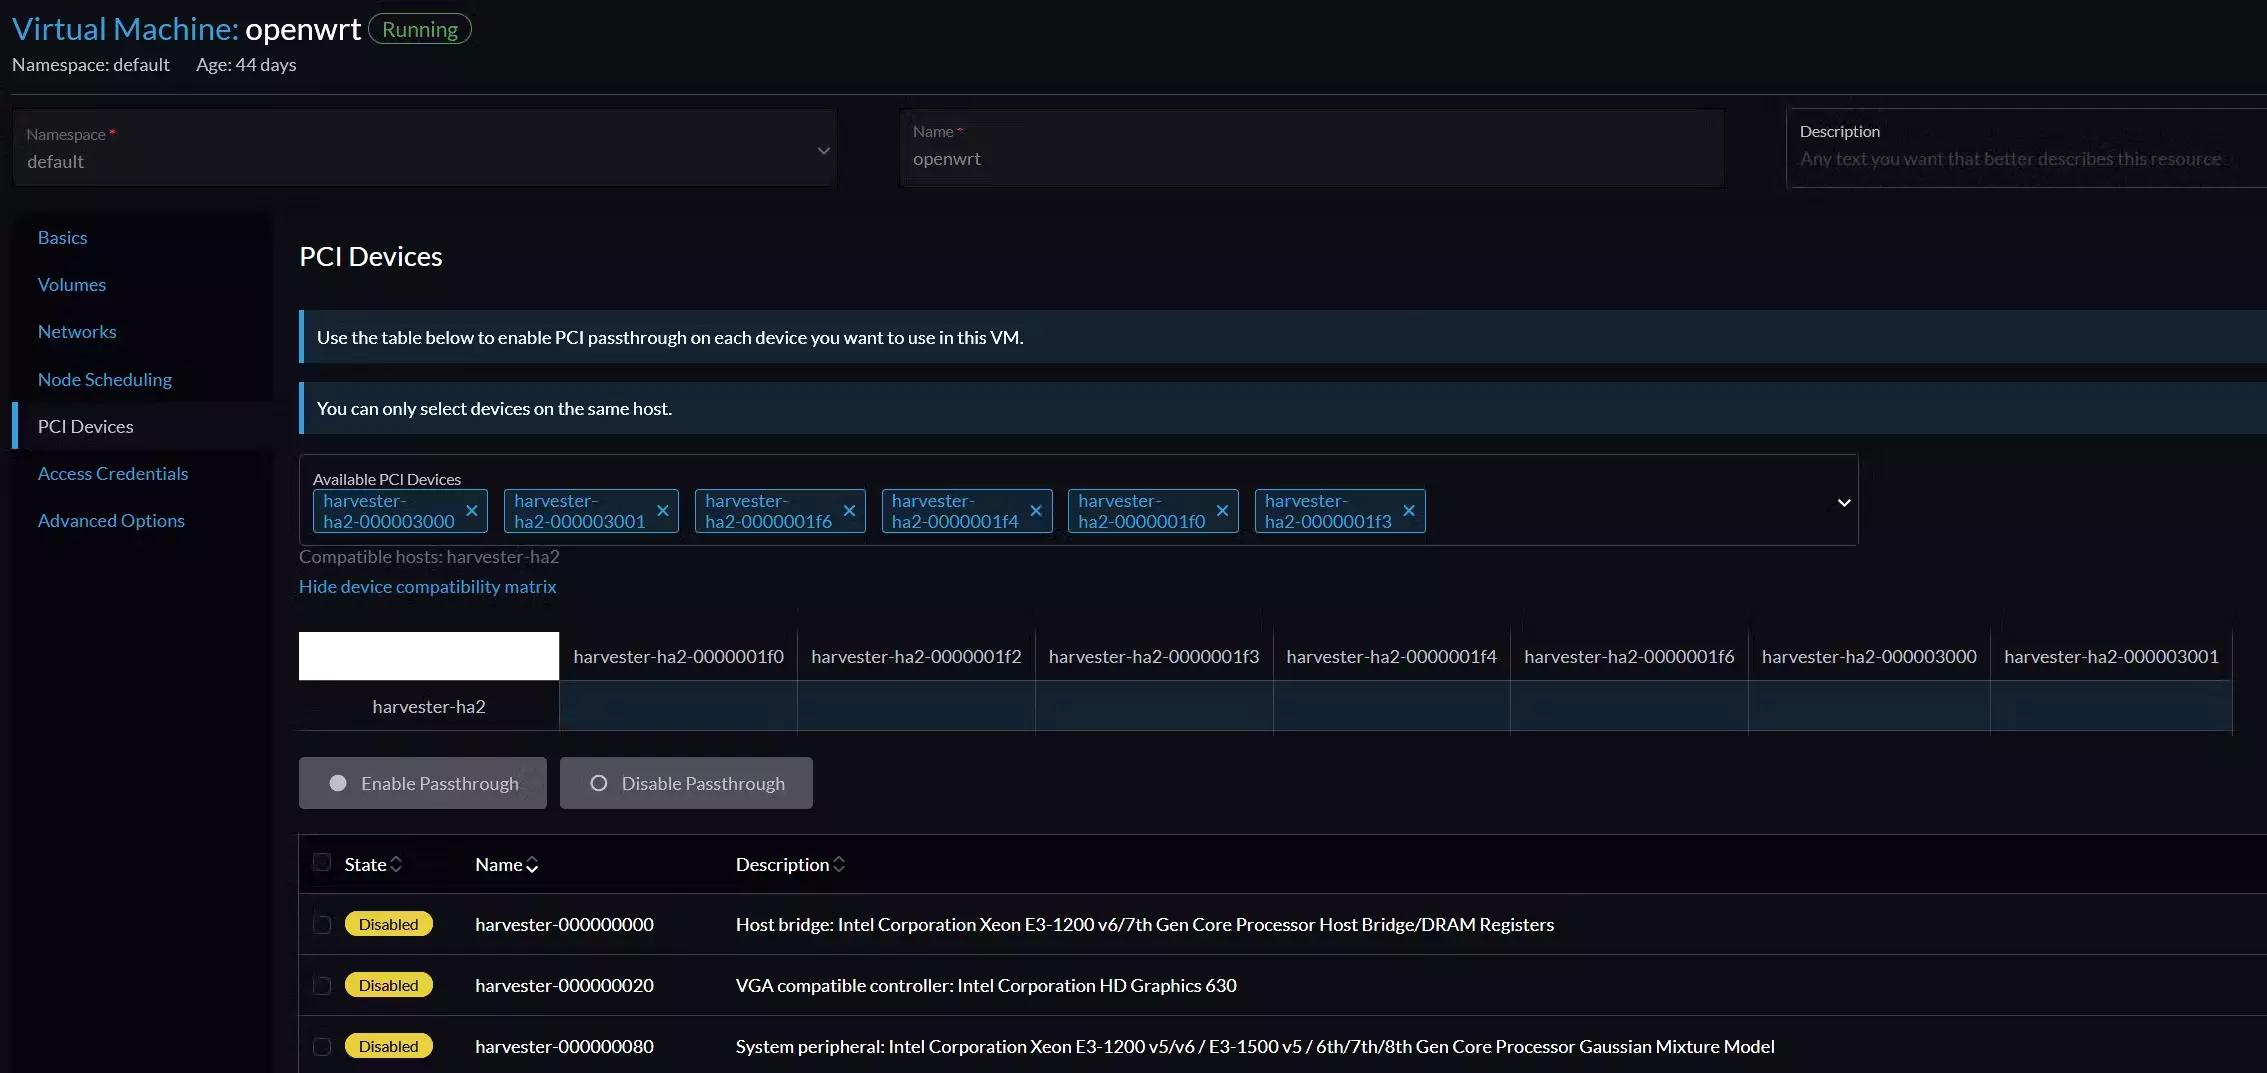 Virtual Machine: openwrt Running
Namespace: default Age: 44 days
Namespace *
default
Name *
openwrt
Description
Any text you want that better describes this resource
Basics
Volumes
Networks
Node Scheduling
PCI Devices
Access Credentials
Advanced Options
PCI Devices
Use the table below to enable PCI passthrough on each device you want to use in this VM.
You can only select devices on the same host.
Available PCI Devices
harvester-
ha2-000003000
harvester-
ha2-000003001
harvester-
ha2-0000001f6
harvester-
ha2-0000001f4
harvester-
ha2-0000001f0
harvester-
ha2-0000001f3
Compatible hosts: harvester-ha2
Hide device compatibility matrix
harvester-ha2-0000001f0 harvester-ha2-0000001f2 harvester-ha2-0000001f3 harvester-ha2-0000001f4 harvester-ha2-0000001f6 harvester-ha2-000003000 harvester-ha2-000003001
harvester-ha2
Enable Passthrough Disable Passthrough
State Name Description
Disabled harvester-000000000 Host bridge: Intel Corporation Xeon E3-1200 v6/7th Gen Core Processor Host Bridge/DRAM Registers
Disabled harvester-000000020 VGA compatible controller: Intel Corporation HD Graphics 630
Disabled harvester-000000080 System peripheral: Intel Corporation Xeon E3-1200 v5/v6 / E3-1500 v5 / 6th/7th/8th Gen Core Processor Gaussian Mixture Model